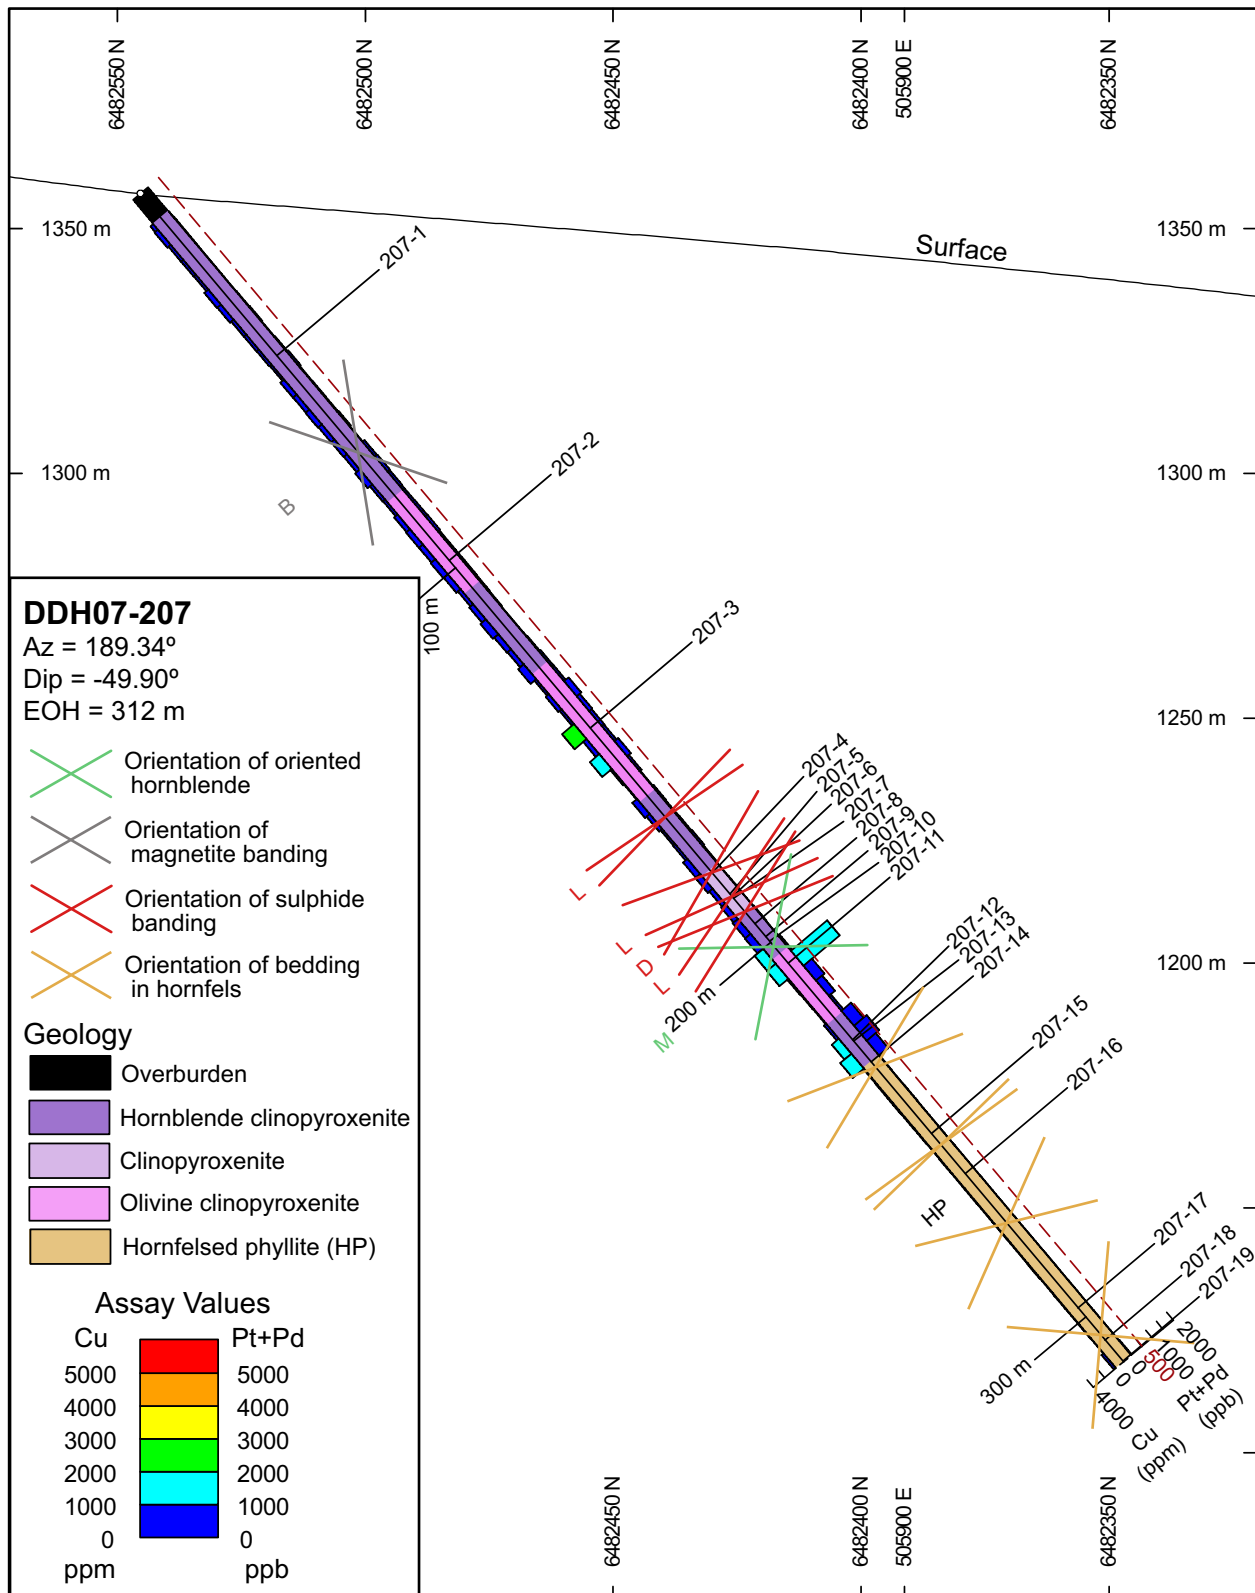 6482550 N
6482500 N
6482450 N
6482400 N
505900 E
6482350 N
1350 m
1350 m
Surface
207-1
1300 m
1300 m
207-2
B
100 m
207-3
1250 m
207-4
207-5
207-6
207-7
207-8
207-9
207-10
207-11
L
L
D
L
M
200 m
1200 m
207-12
207-13
207-14
207-15
207-16
HP
207-17
207-18
207-19
300 m
0
4000
Cu
(ppm)
0
500
1000
2000
Pt+Pd
(ppb)
DDH07-207
Az = 189.34º
Dip = -49.90º
EOH = 312 m
Orientation of oriented
hornblende
Orientation of
magnetite banding
Orientation of sulphide
banding
Orientation of bedding
in hornfels
Geology
Overburden
Hornblende clinopyroxenite
Clinopyroxenite
Olivine clinopyroxenite
Hornfelsed phyllite (HP)
Assay Values
Cu Pt+Pd
5000 5000
4000 4000
3000 3000
2000 2000
1000 1000
0 0
ppm ppb
6482450 N
6482400 N
505900 E
6482350 N